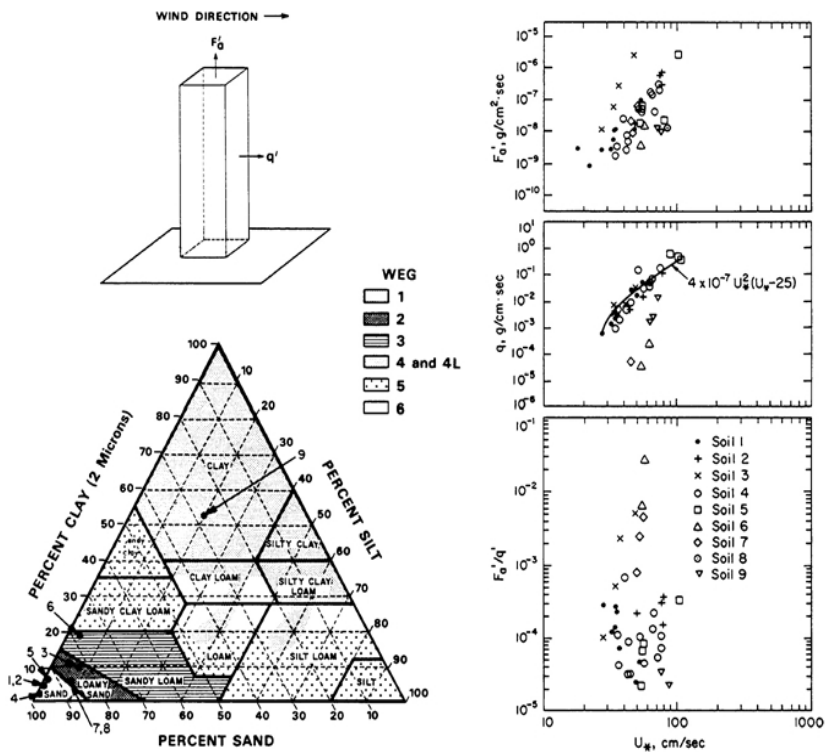 WIND DIRECTION
F'a
q'
WEG
1
2
3
4 and 4L
5
6
PERCENT CLAY (2 Microns)
PERCENT SILT
PERCENT SAND
100
90
80
70
60
50
40
30
20
10
10
20
30
40
50
60
70
80
90
100
100
90
80
70
60
50
40
30
20
10
CLAY
SILTY CLAY
CLAY LOAM
SILTY CLAY
LOAM
SANDY CLAY LOAM
LOAM
SILT LOAM
SANDY LOAM
LOAMY
SAND
SAND
SILT
9
6
5 3
10
1,2
4
7,8
F'a, g/cm²·sec
10⁻⁵
10⁻⁶
10⁻⁷
10⁻⁸
10⁻⁹
10⁻¹⁰
q, g/cm·sec
10¹
10⁰
10⁻¹
10⁻²
10⁻³
10⁻⁴
10⁻⁵
10⁻⁶
4 x 10⁻⁷ U*²(U*-25)
F'a/q'
10⁻¹
10⁻²
10⁻³
10⁻⁴
10⁻⁵
Soil 1
Soil 2
Soil 3
Soil 4
Soil 5
Soil 6
Soil 7
Soil 8
Soil 9
10 100 1000
U*, cm/sec